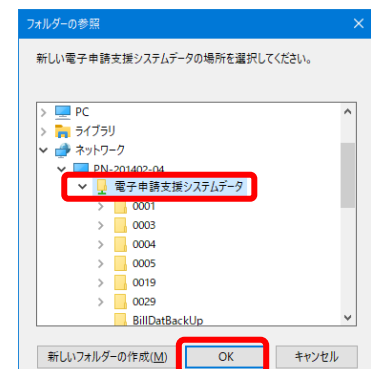 フォルダーの参照
新しい電子申請支援システムデータの場所を選択してください。
PC
ライブラリ
ネットワーク
PN-201402-04
電子申請支援システムデータ
0001
0003
0004
0005
0019
0029
BillDatBackUp
新しいフォルダーの作成(M) OK キャンセル